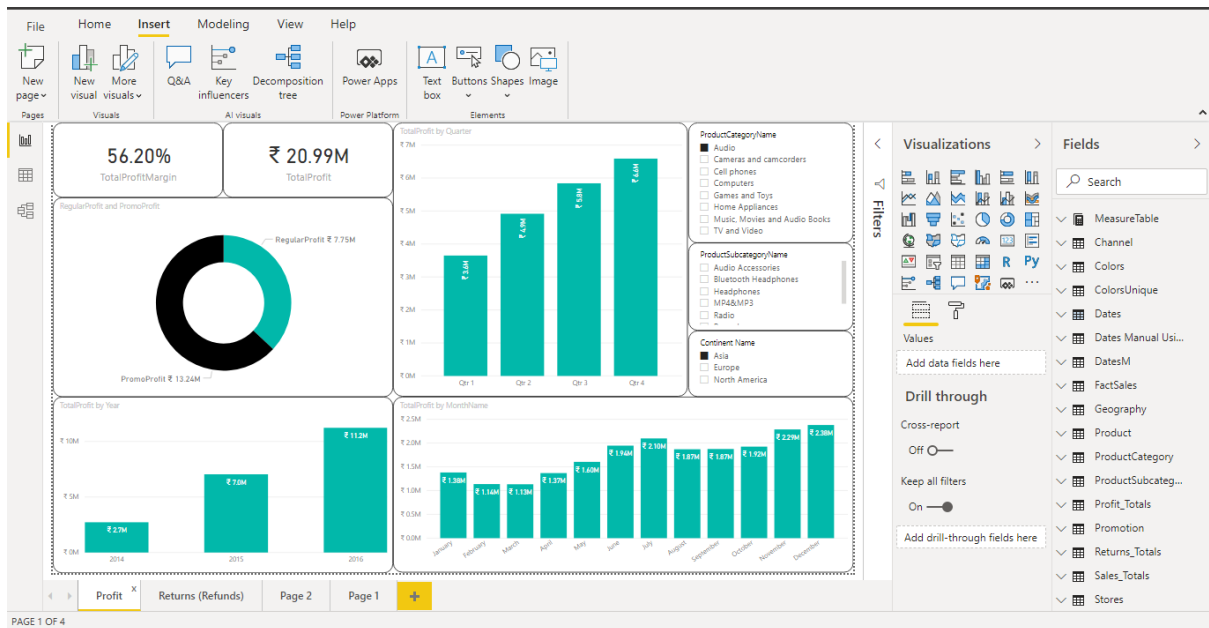 File Home Insert Modeling View Help
New page
New visual
More visuals
Q&A
Key influencers
Decomposition tree
Power Apps
Text box
Buttons
Shapes
Image
Pages
Visuals
AI visuals
Power Platform
Elements
56.20%
TotalProfitMargin
₹ 20.99M
TotalProfit
RegularProfit and PromoProfit
RegularProfit ₹ 7.75M
PromoProfit ₹ 13.24M
TotalProfit by Quarter
₹ 7M
₹ 6M
₹ 5M
₹ 4M
₹ 3M
₹ 2M
₹ 1M
₹ 0M
₹ 3.6M
₹ 4.9M
₹ 5.8M
₹ 6.6M
Qtr 1 Qtr 2 Qtr 3 Qtr 4
ProductCategoryName
Audio
Cameras and camcorders
Cell phones
Computers
Games and Toys
Home Appliances
Music, Movies and Audio Books
TV and Video
ProductSubcategoryName
Audio Accessories
Bluetooth Headphones
Headphones
MP4&MP3
Radio
Continent Name
Asia
Europe
North America
TotalProfit by Year
₹ 10M
₹ 5M
₹ 0M
₹ 2.7M
₹ 7.0M
₹ 11.2M
2014 2015 2016
TotalProfit by MonthName
₹ 2.5M
₹ 2.0M
₹ 1.5M
₹ 1.0M
₹ 0.5M
₹ 0.0M
₹ 1.38M ₹ 1.14M ₹ 1.13M ₹ 1.37M ₹ 1.60M ₹ 1.94M ₹ 2.10M ₹ 1.87M ₹ 1.87M ₹ 1.92M ₹ 2.29M ₹ 2.38M
January February March April May June July August September October November December
Filters
Visualizations
R Py
Values
Add data fields here
Drill through
Cross-report
Off
Keep all filters
On
Add drill-through fields here
Fields
Search
MeasureTable
Channel
Colors
ColorsUnique
Dates
Dates Manual Usi...
DatesM
FactSales
Geography
Product
ProductCategory
ProductSubcateg...
Profit_Totals
Promotion
Returns_Totals
Sales_Totals
Stores
Profit x Returns (Refunds) Page 2 Page 1 +
PAGE 1 OF 4